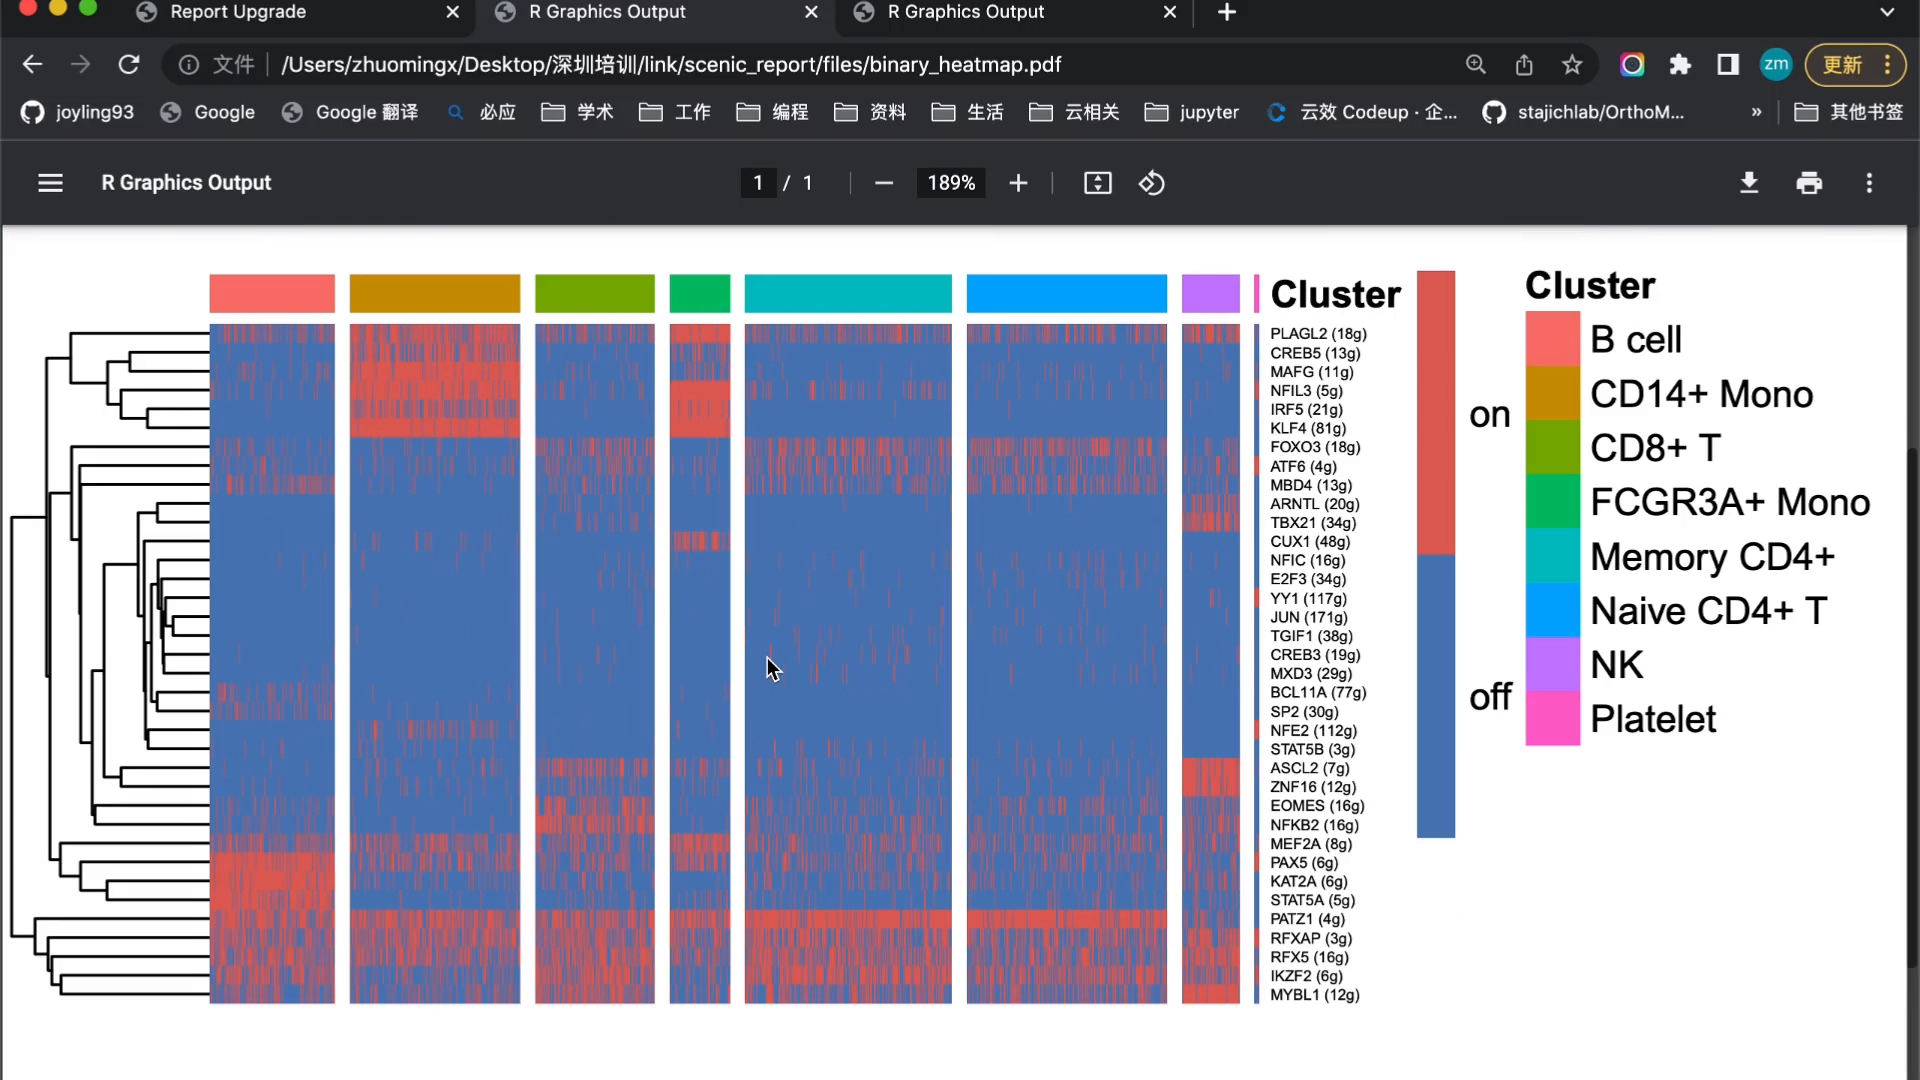 Report Upgrade
R Graphics Output
R Graphics Output
文件
/Users/zhuomingx/Desktop/深圳培训/link/scenic_report/files/binary_heatmap.pdf
zm
更新
joyling93
Google
Google 翻译
必应
学术
工作
编程
资料
生活
云相关
jupyter
云效 Codeup · 企...
stajichlab/OrthoM...
»
其他书签
R Graphics Output
1 / 1
189%
Cluster
PLAGL2 (18g)
CREB5 (13g)
MAFG (11g)
NFIL3 (5g)
IRF5 (21g)
KLF4 (81g)
FOXO3 (18g)
ATF6 (4g)
MBD4 (13g)
ARNTL (20g)
TBX21 (34g)
CUX1 (48g)
NFIC (16g)
E2F3 (34g)
YY1 (117g)
JUN (171g)
TGIF1 (38g)
CREB3 (19g)
MXD3 (29g)
BCL11A (77g)
SP2 (30g)
NFE2 (112g)
STAT5B (3g)
ASCL2 (7g)
ZNF16 (12g)
EOMES (16g)
NFKB2 (16g)
MEF2A (8g)
PAX5 (6g)
KAT2A (6g)
STAT5A (5g)
PATZ1 (4g)
RFXAP (3g)
RFX5 (16g)
IKZF2 (6g)
MYBL1 (12g)
on
off
Cluster
B cell
CD14+ Mono
CD8+ T
FCGR3A+ Mono
Memory CD4+
Naive CD4+ T
NK
Platelet